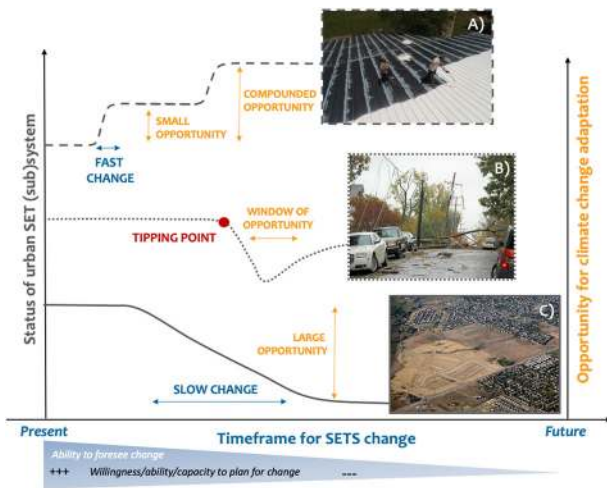 Status of urban SET (sub)system
A)
COMPOUNDED
OPPORTUNITY
SMALL
OPPORTUNITY
FAST
CHANGE
B)
WINDOW OF
OPPORTUNITY
TIPPING POINT
C)
LARGE
OPPORTUNITY
SLOW CHANGE
Opportunity for climate change adaptation
Present
Timeframe for SETS change
Future
Ability to foresee change
+++ Willingness/ability/capacity to plan for change ---